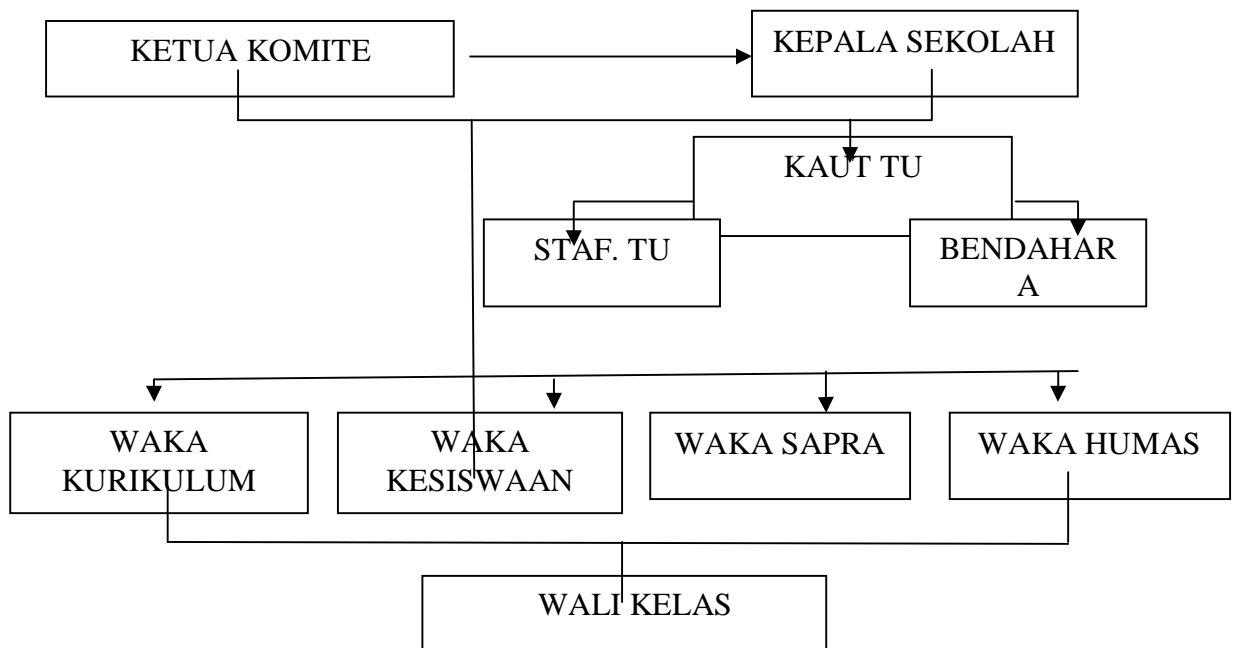 KETUA KOMITE
KEPALA SEKOLAH
KAUT TU
STAF. TU
BENDAHAR
A
WAKA
KURIKULUM
WAKA
KESISWAAN
WAKA SAPRA
WAKA HUMAS
WALI KELAS